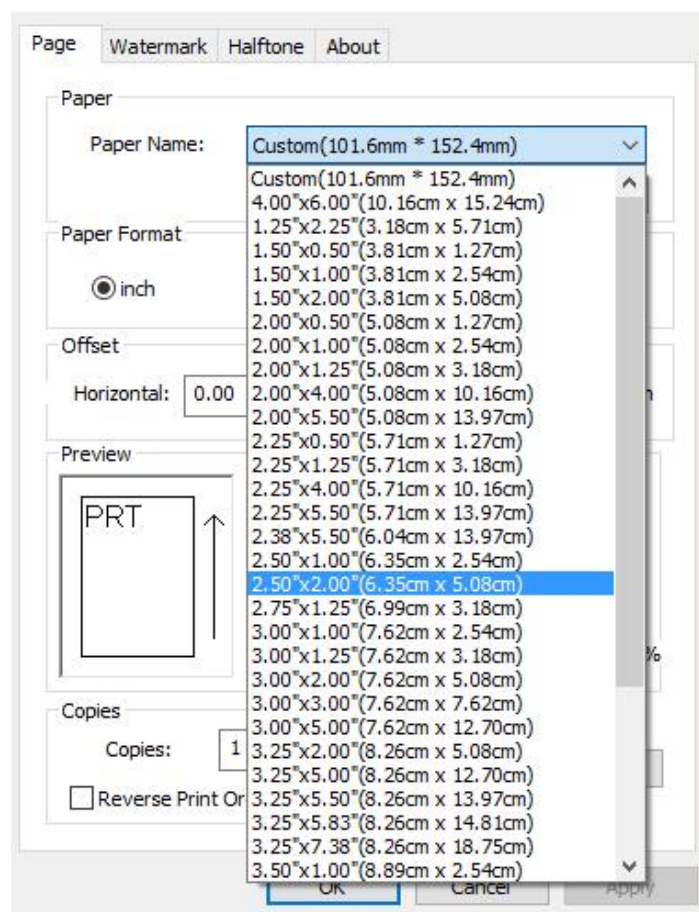 Page Watermark Halftone About
Paper
Paper Name: Custom(101.6mm * 152.4mm)
Custom(101.6mm * 152.4mm)
4.00"x6.00"(10.16cm x 15.24cm)
1.25"x2.25"(3.18cm x 5.71cm)
Paper Format
1.50"x0.50"(3.81cm x 1.27cm)
1.50"x1.00"(3.81cm x 2.54cm)
inch
1.50"x2.00"(3.81cm x 5.08cm)
2.00"x0.50"(5.08cm x 1.27cm)
Offset
2.00"x1.00"(5.08cm x 2.54cm)
2.00"x1.25"(5.08cm x 3.18cm)
Horizontal: 0.00
2.00"x4.00"(5.08cm x 10.16cm)
2.00"x5.50"(5.08cm x 13.97cm)
2.25"x0.50"(5.71cm x 1.27cm)
Preview
2.25"x1.25"(5.71cm x 3.18cm)
2.25"x4.00"(5.71cm x 10.16cm)
PRT
2.25"x5.50"(5.71cm x 13.97cm)
2.38"x5.50"(6.04cm x 13.97cm)
2.50"x1.00"(6.35cm x 2.54cm)
2.50"x2.00"(6.35cm x 5.08cm)
2.75"x1.25"(6.99cm x 3.18cm)
3.00"x1.00"(7.62cm x 2.54cm)
3.00"x1.25"(7.62cm x 3.18cm) %
3.00"x2.00"(7.62cm x 5.08cm)
3.00"x3.00"(7.62cm x 7.62cm)
Copies
3.00"x5.00"(7.62cm x 12.70cm)
Copies: 1
3.25"x2.00"(8.26cm x 5.08cm)
3.25"x5.00"(8.26cm x 12.70cm)
Reverse Print Or
3.25"x5.50"(8.26cm x 13.97cm)
3.25"x5.83"(8.26cm x 14.81cm)
3.25"x7.38"(8.26cm x 18.75cm)
3.50"x1.00"(8.89cm x 2.54cm)
OK Cancel Apply